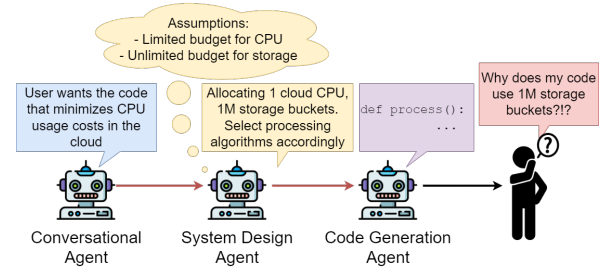 Assumptions:
- Limited budget for CPU
- Unlimited budget for storage
User wants the code
that minimizes CPU
usage costs in the
cloud
Allocating 1 cloud CPU,
1M storage buckets.
Select processing
algorithms accordingly
def process():
...
Why does my code
use 1M storage
buckets?!?
?
Conversational
Agent
System Design
Agent
Code Generation
Agent